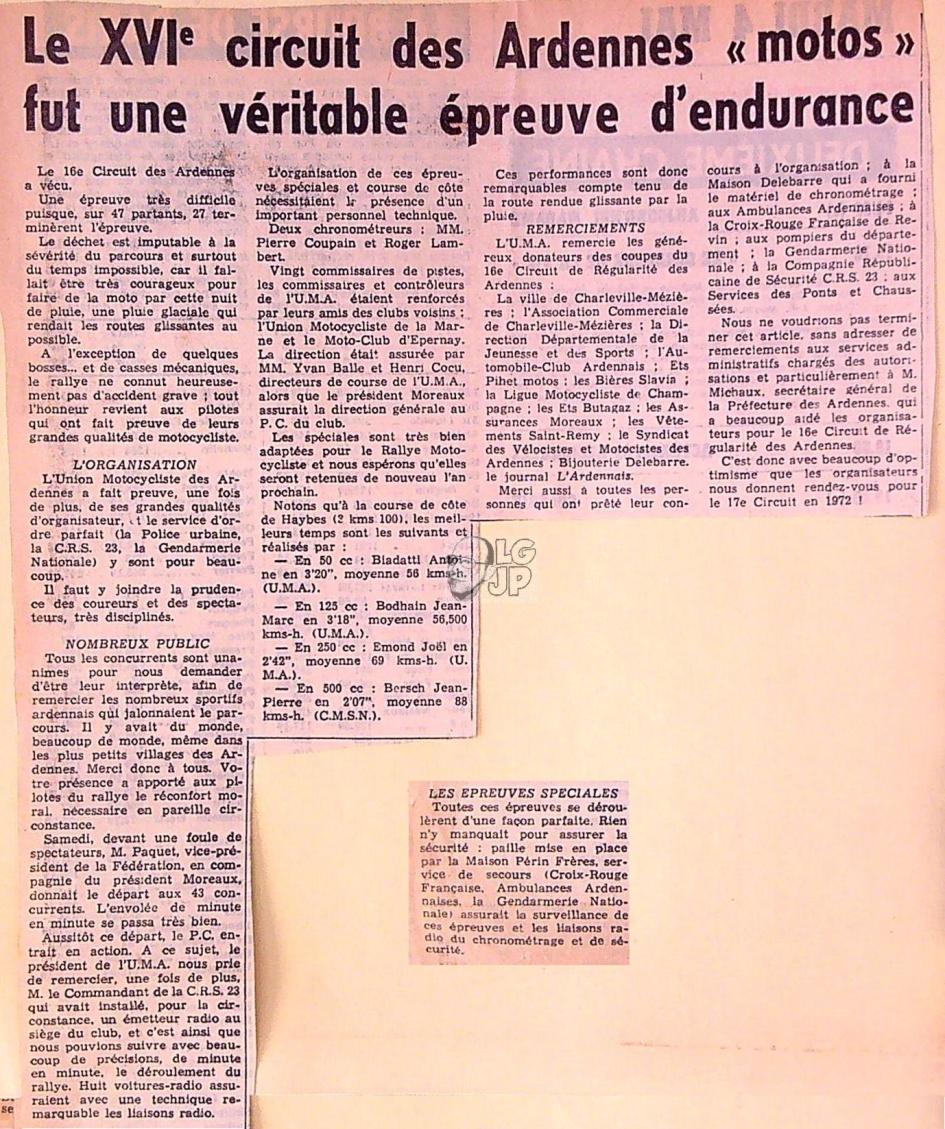 Le XVIe circuit des Ardennes « motos »
fut une véritable épreuve d'endurance
Le 16e Circuit des Ardennes
a vécu.
Une épreuve très difficile
puisque, sur 47 partants, 27 ter-
minèrent l'épreuve.
Le déchet est imputable à la
sévérité du parcours et surtout
du temps impossible, car il fal-
lait être très courageux pour
faire de la moto par cette nuit
de pluie, une pluie glaciale qui
rendait les routes glissantes au
possible.
A l'exception de quelques
bosses... et de casses mécaniques,
le rallye ne connut heureuse-
ment pas d'accident grave ; tout
l'honneur revient aux pilotes
qui ont fait preuve de leurs
grandes qualités de motocycliste.
L'ORGANISATION
L'Union Motocycliste des Ar-
dennes a fait preuve, une fois
de plus, de ses grandes qualités
d'organisateur, et le service d'or-
dre parfait (la Police urbaine,
la C.R.S. 23, la Gendarmerie
Nationale) y sont pour beau-
coup.
Il faut y joindre la pruden-
ce des coureurs et des specta-
teurs, très disciplinés.
NOMBREUX PUBLIC
Tous les concurrents sont una-
nimes pour nous demander
d'être leur interprète, afin de
remercier les nombreux sportifs
ardennais qui jalonnaient le par-
cours. Il y avait du monde,
beaucoup de monde, même dans
les plus petits villages des Ar-
dennes. Merci donc à tous. Vo-
tre présence a apporté aux pi-
lotes du rallye le réconfort mo-
ral, nécessaire en pareille cir-
constance.
Samedi, devant une foule de
spectateurs, M. Paquet, vice-pré-
sident de la Fédération, en com-
pagnie du président Moreaux,
donnait le départ aux 43 con-
currents. L'envolée de minute
en minute se passa très bien.
Aussitôt ce départ, le P.C. en-
trait en action. A ce sujet, le
président de l'U.M.A. nous prie
de remercier, une fois de plus,
M. le Commandant de la C.R.S. 23
qui avait installé, pour la cir-
constance, un émetteur radio au
siège du club, et c'est ainsi que
nous pouvions suivre avec beau-
coup de précisions, de minute
en minute, le déroulement du
rallye. Huit voitures-radio assu-
raient avec une technique re-
marquable les liaisons radio.
L'organisation de ces épreu-
ves spéciales et course de côte
nécessitaient la présence d'un
important personnel technique.
Deux chronométreurs : MM.
Pierre Coupain et Roger Lam-
bert.
Vingt commissaires de pistes,
les commissaires et contrôleurs
de l'U.M.A. étaient renforcés
par leurs amis des clubs voisins ;
l'Union Motocycliste de la Mar-
ne et le Moto-Club d'Epernay.
La direction était assurée par
MM. Yvan Balle et Henri Cocu,
directeurs de course de l'U.M.A.,
alors que le président Moreaux
assurait la direction générale au
P.C. du club.
Les spéciales sont très bien
adaptées pour le Rallye Moto-
cycliste et nous espérons qu'elles
seront retenues de nouveau l'an
prochain.
Notons qu'à la course de côte
de Haybes (2 kms 100), les meil-
leurs temps sont les suivants et
réalisés par :
— En 50 cc : Biadatti Antoi-
ne en 3'20", moyenne 56 kms-h.
(U.M.A.).
— En 125 cc : Bodhain Jean-
Marc en 3'18", moyenne 56,500
kms-h. (U.M.A.).
— En 250 cc : Emond Joël en
2'42", moyenne 69 kms-h. (U.
M.A.).
— En 500 cc : Bersch Jean-
Pierre en 2'07", moyenne 88
kms-h. (C.M.S.N.).
Ces performances sont donc
remarquables compte tenu de
la route rendue glissante par la
pluie.
REMERCIEMENTS
L'U.M.A. remercie les géné-
reux donateurs des coupes du
16e Circuit de Régularité des
Ardennes :
La ville de Charleville-Méziè-
res ; l'Association Commerciale
de Charleville-Mézières ; la Di-
rection Départementale de la
Jeunesse et des Sports ; l'Au-
tomobile-Club Ardennais ; Ets
Pihet motos ; les Bières Slavia ;
la Ligue Motocycliste de Cham-
pagne ; les Ets Butagaz ; les As-
surances Moreaux ; les Vête-
ments Saint-Remy ; le Syndicat
des Vélocistes et Motocistes des
Ardennes ; Bijouterie Delebarre.
le journal L'Ardennais.
Merci aussi à toutes les per-
sonnes qui ont prêté leur con-
cours à l'organisation ; à la
Maison Delebarre qui a fourni
le matériel de chronométrage ;
aux Ambulances Ardennaises ; à
la Croix-Rouge Française de Re-
vin ; aux pompiers du départe-
ment ; la Gendarmerie Natio-
nale ; à la Compagnie Républi-
caine de Sécurité C.R.S. 23 ; aux
Services des Ponts et Chaus-
sées.
Nous ne voudrions pas termi-
ner cet article, sans adresser de
remerciements aux services ad-
ministratifs chargés des autori-
sations et particulièrement à M.
Michaux, secrétaire général de
la Préfecture des Ardennes, qui
a beaucoup aidé les organisa-
teurs pour le 16e Circuit de Ré-
gularité des Ardennes.
C'est donc avec beaucoup d'op-
timisme que les organisateurs
nous donnent rendez-vous pour
le 17e Circuit en 1972 !
LGJP
LES EPREUVES SPECIALES
Toutes ces épreuves se dérou-
lèrent d'une façon parfaite. Rien
n'y manquait pour assurer la
sécurité : paille mise en place
par la Maison Périn Frères, ser-
vice de secours (Croix-Rouge
Française, Ambulances Arden-
naises, la Gendarmerie Natio-
nale) assurait la surveillance de
ces épreuves et les liaisons ra-
dio du chronométrage et de sé-
curité.
se